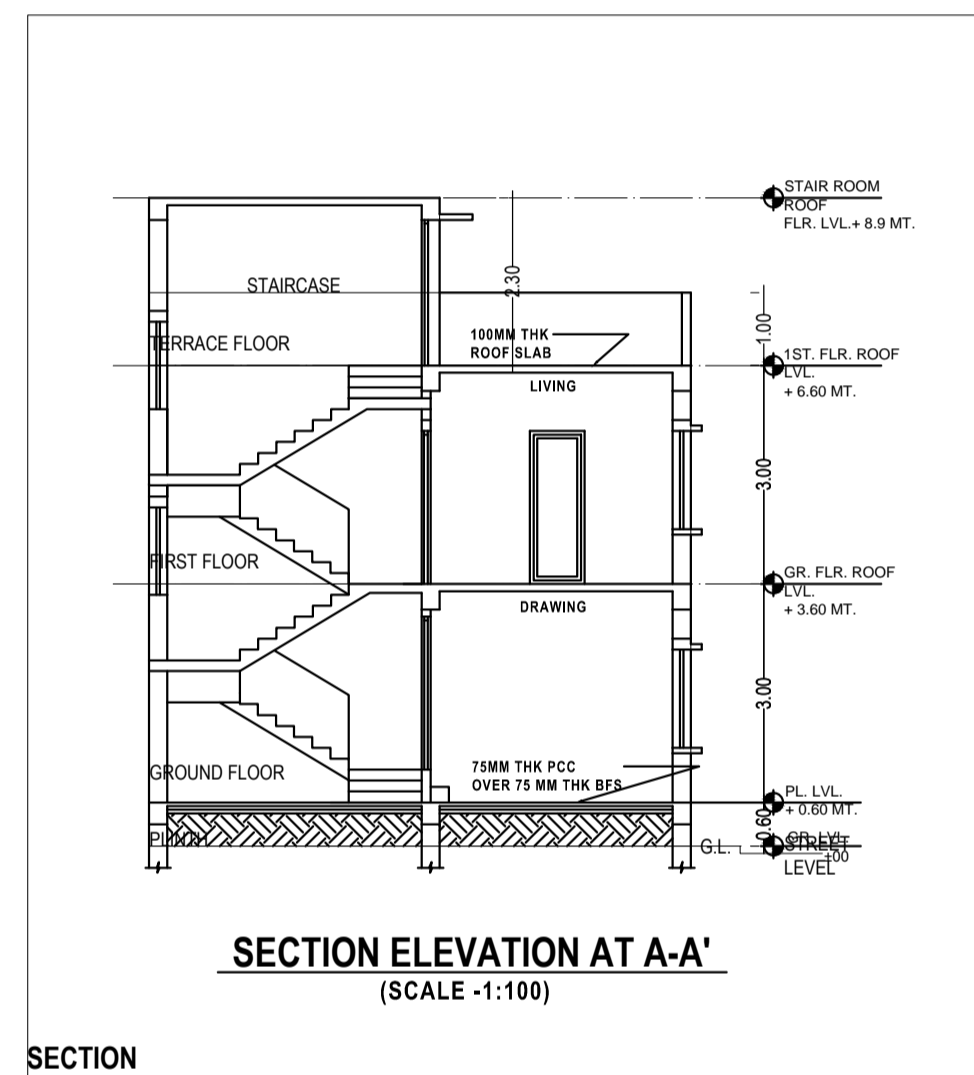 STAIR ROOM
ROOF
FLR. LVL.+ 8.9 MT.
2.30
STAIRCASE
1.00
100MM THK
ROOF SLAB
TERRACE FLOOR
1ST. FLR. ROOF
LVL.
+ 6.60 MT.
LIVING
3.00
FIRST FLOOR
GR. FLR. ROOF
LVL.
+ 3.60 MT.
DRAWING
3.00
GROUND FLOOR
75MM THK PCC
OVER 75 MM THK BFS
PL. LVL.
+ 0.60 MT.
0.60
PLINTH
G.L.
GR. LVL.
±00
STREET
LEVEL
SECTION ELEVATION AT A-A'
(SCALE -1:100)
SECTION